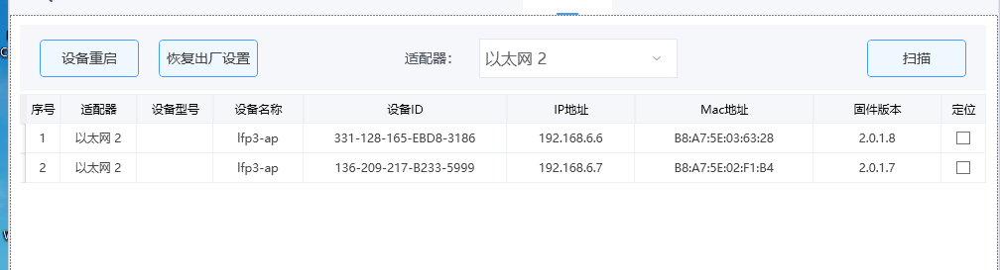 设备重启 恢复出厂设置 适配器： 以太网 2 扫描
序号 适配器 设备型号 设备名称 设备ID IP地址 Mac地址 固件版本 定位
1 以太网 2 lfp3-ap 331-128-165-EBD8-3186 192.168.6.6 B8:A7:5E:03:63:28 2.0.1.8
2 以太网 2 lfp3-ap 136-209-217-B233-5999 192.168.6.7 B8:A7:5E:02:F1:B4 2.0.1.7